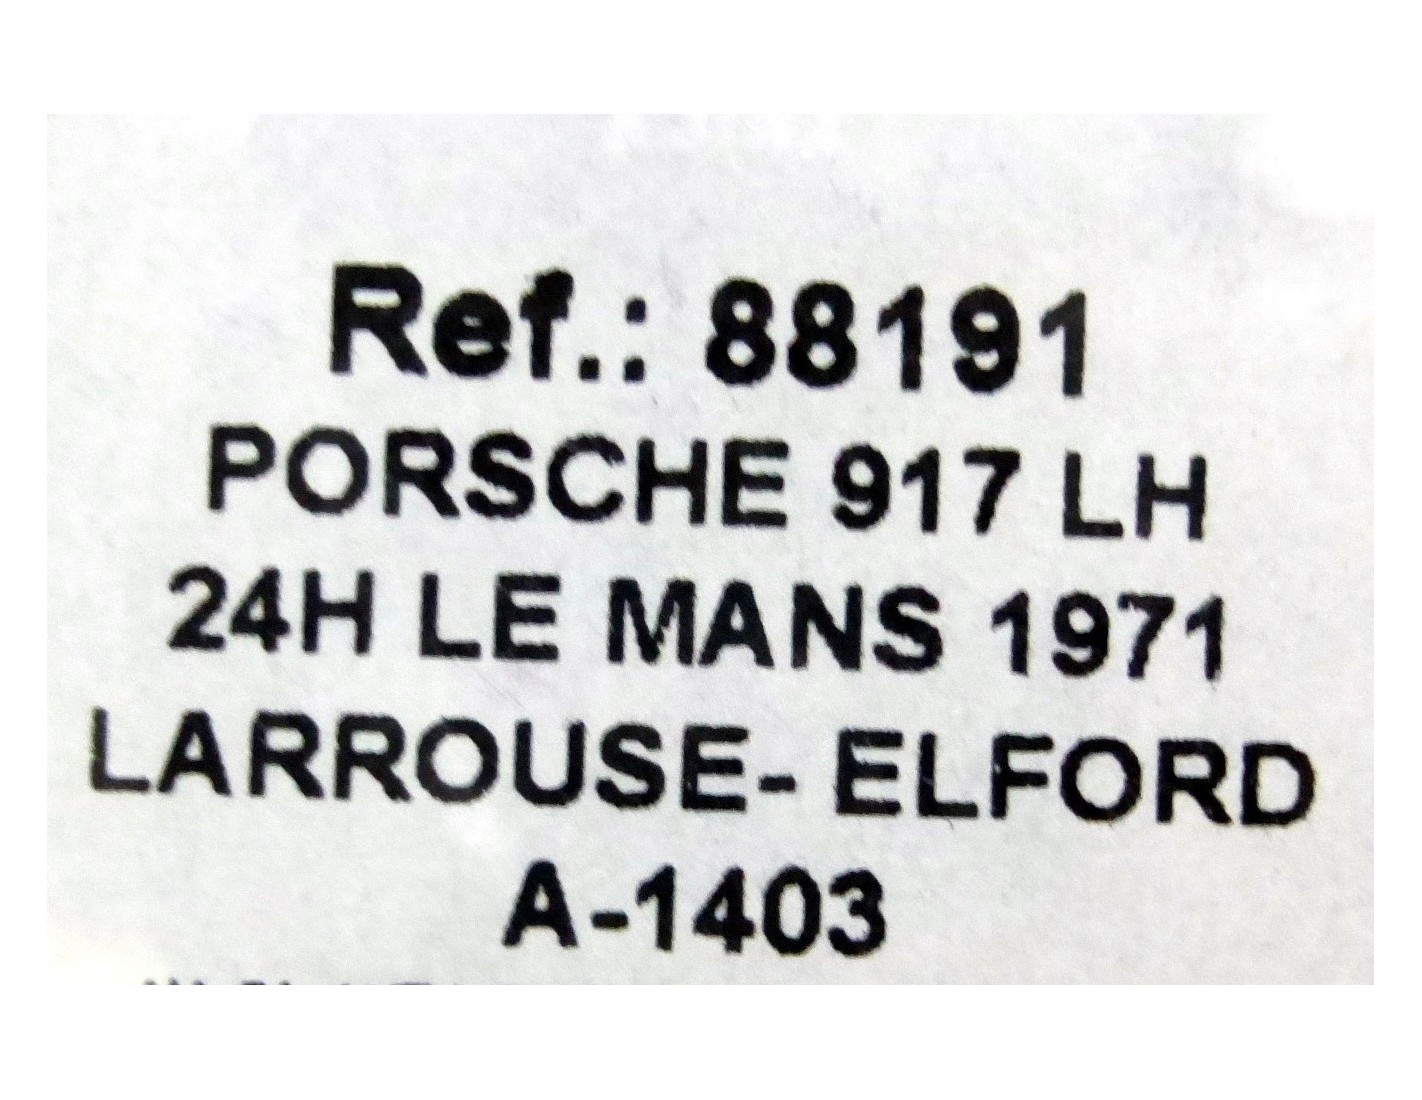 Ref.: 88191
PORSCHE 917 LH
24H LE MANS 1971
LARROUSE- ELFORD
A-1403